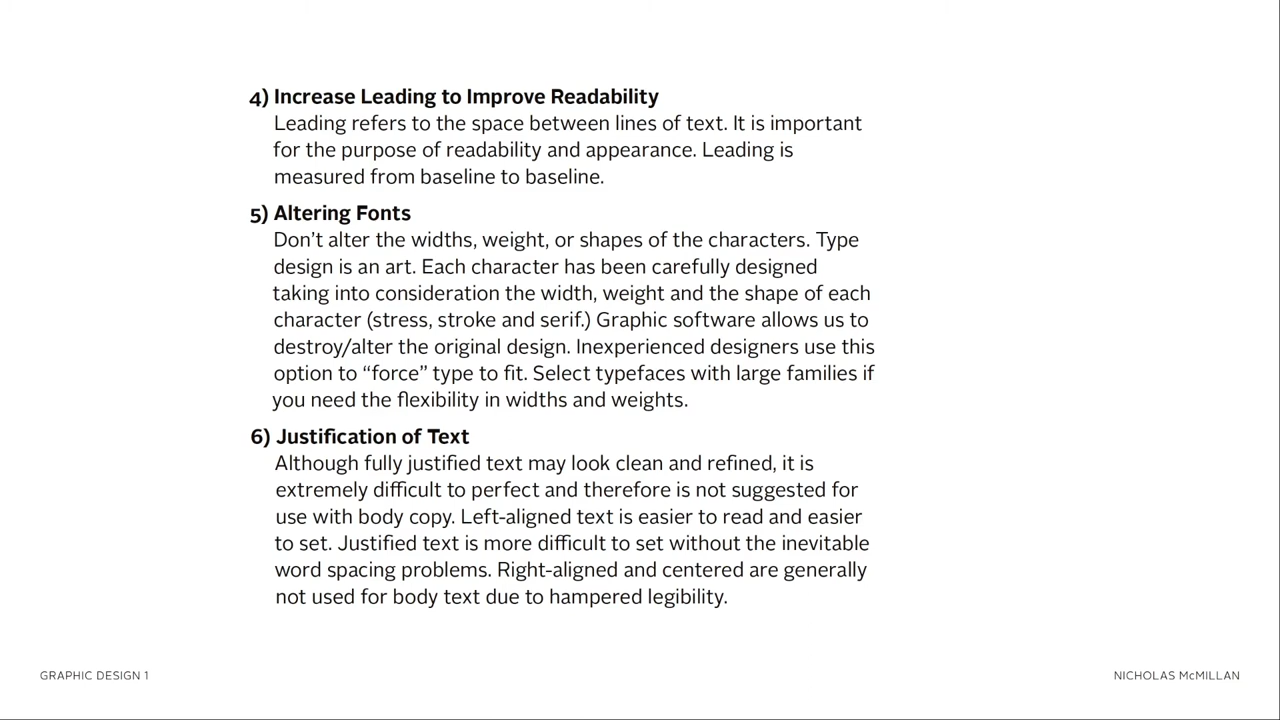 4) Increase Leading to Improve Readability
Leading refers to the space between lines of text. It is important
for the purpose of readability and appearance. Leading is
measured from baseline to baseline.
5) Altering Fonts
Don’t alter the widths, weight, or shapes of the characters. Type
design is an art. Each character has been carefully designed
taking into consideration the width, weight and the shape of each
character (stress, stroke and serif.) Graphic software allows us to
destroy/alter the original design. Inexperienced designers use this
option to “force” type to fit. Select typefaces with large families if
you need the flexibility in widths and weights.
6) Justification of Text
Although fully justified text may look clean and refined, it is
extremely difficult to perfect and therefore is not suggested for
use with body copy. Left-aligned text is easier to read and easier
to set. Justified text is more difficult to set without the inevitable
word spacing problems. Right-aligned and centered are generally
not used for body text due to hampered legibility.
GRAPHIC DESIGN 1
NICHOLAS McMILLAN